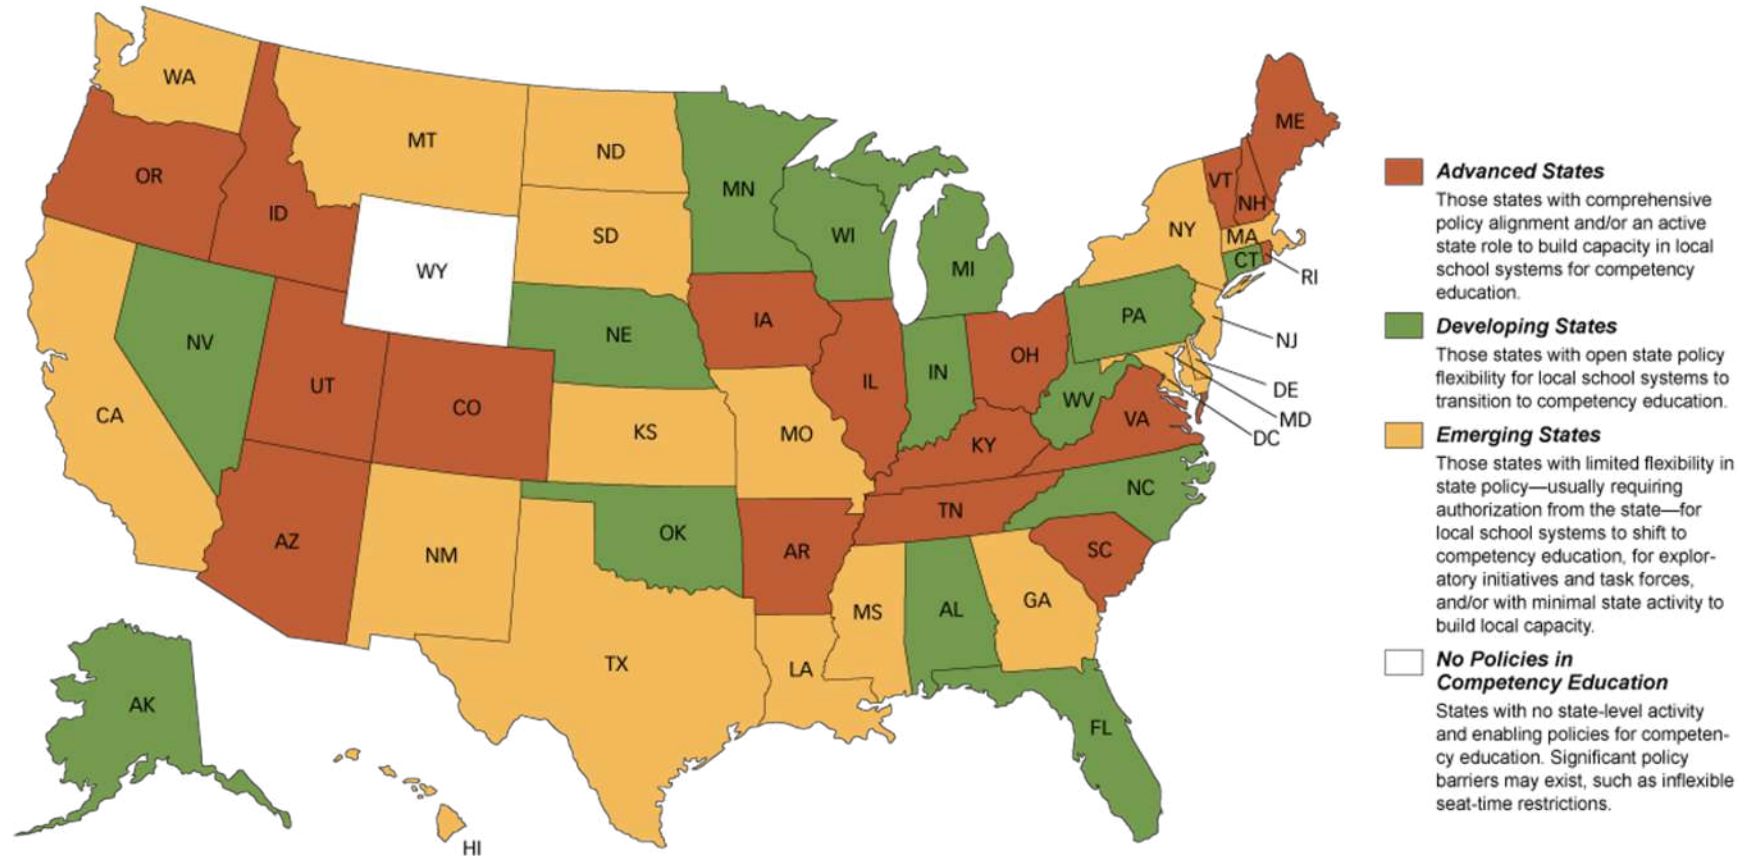 WA
MT
ND
MN
ME
OR
ID
SD
WI
VT
NH
NY
MA
CT
RI
WY
MI
NV
NE
IA
PA
NJ
UT
CO
IL
IN
OH
WV
VA
DE
MD
DC
CA
KS
MO
KY
AZ
NM
OK
AR
TN
NC
SC
MS
AL
GA
TX
LA
FL
AK
HI
Advanced States
Those states with comprehensive
policy alignment and/or an active
state role to build capacity in local
school systems for competency
education.
Developing States
Those states with open state policy
flexibility for local school systems to
transition to competency education.
Emerging States
Those states with limited flexibility in
state policy—usually requiring
authorization from the state—for
local school systems to shift to
competency education, for explor-
atory initiatives and task forces,
and/or with minimal state activity to
build local capacity.
No Policies in
Competency Education
States with no state-level activity
and enabling policies for competen-
cy education. Significant policy
barriers may exist, such as inflexible
seat-time restrictions.